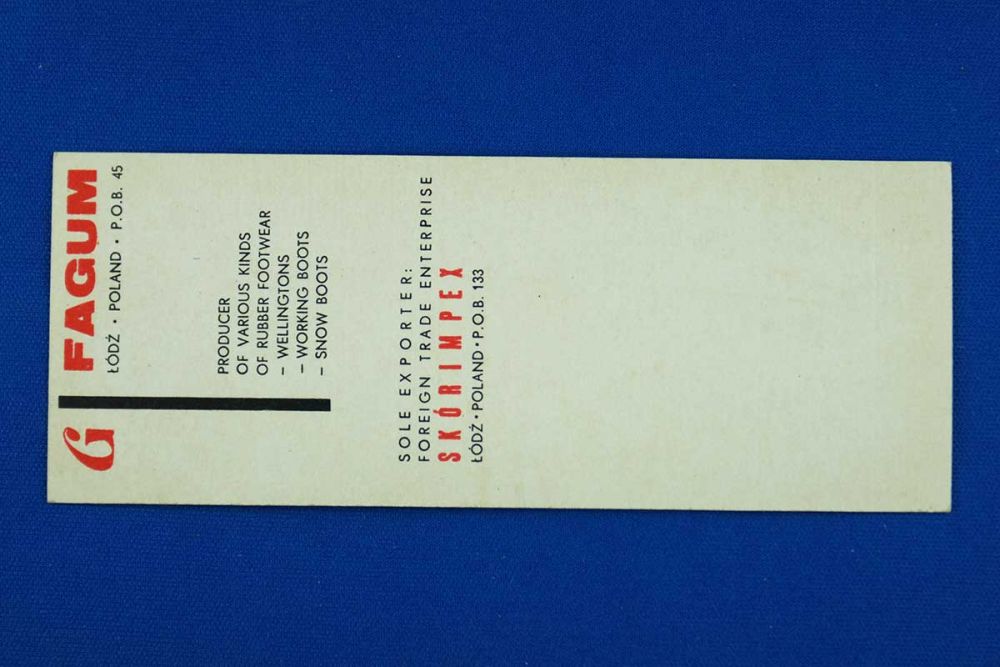 G
FAGUM
ŁÓDŹ • POLAND • P.O.B. 45
PRODUCER
OF VARIOUS KINDS
OF RUBBER FOOTWEAR
– WELLINGTONS
– WORKING BOOTS
– SNOW BOOTS
SOLE EXPORTER:
FOREIGN TRADE ENTERPRISE
SKÓRIMPEX
ŁÓDŹ • POLAND • P.O.B. 133